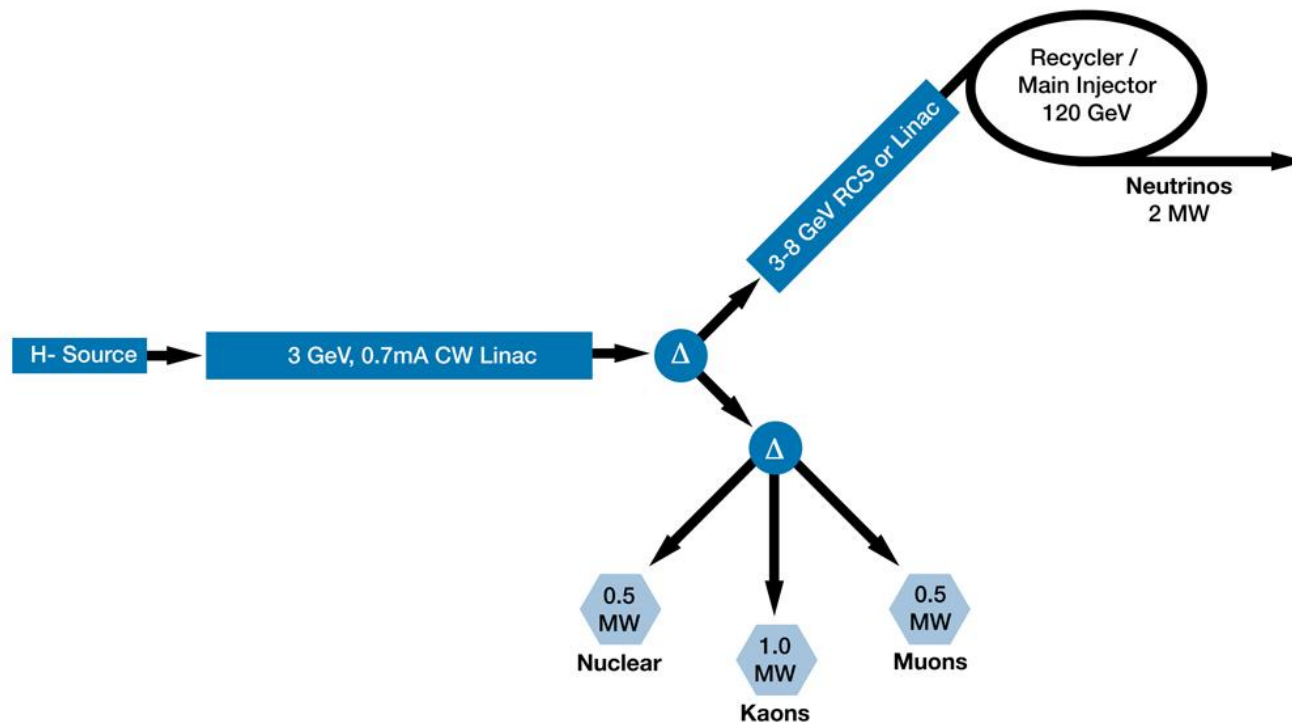 Recycler /
Main Injector
120 GeV
Neutrinos
2 MW
3-8 GeV RCS or Linac
H- Source
3 GeV, 0.7mA CW Linac
Δ
Δ
0.5
MW
Nuclear
1.0
MW
Kaons
0.5
MW
Muons